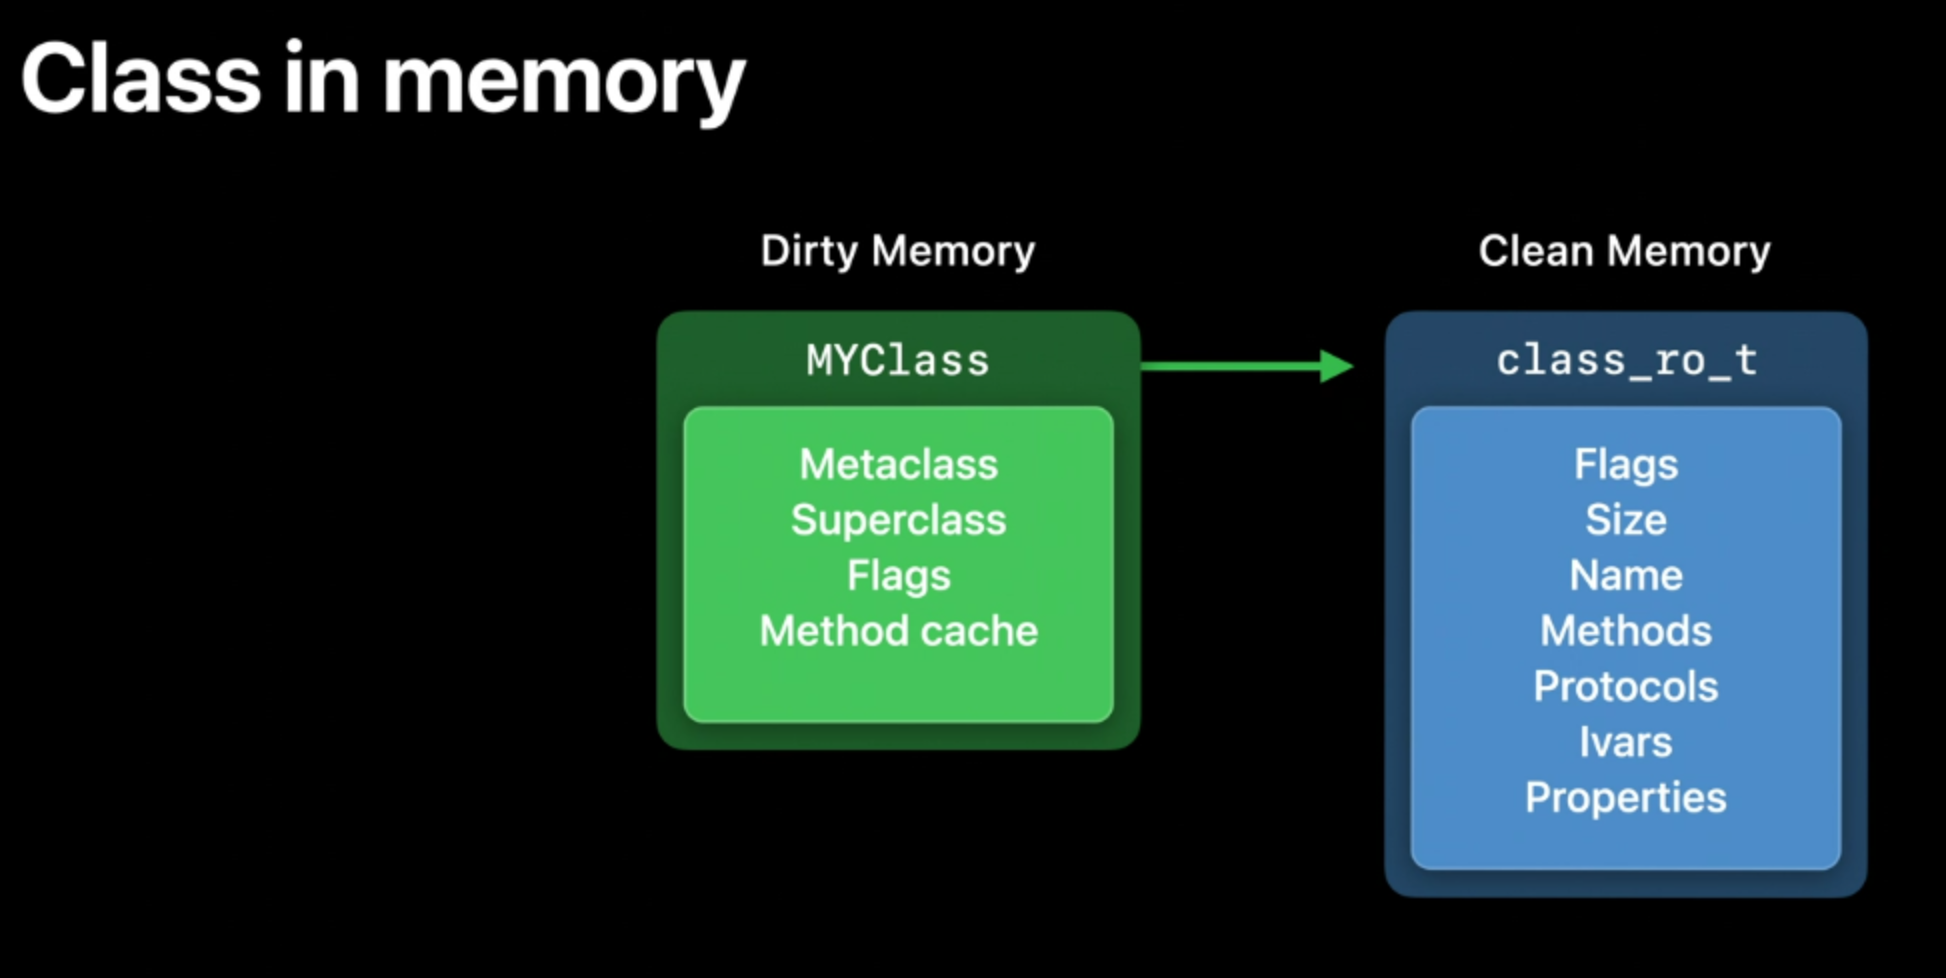 Class in memory
Dirty Memory
MYClass
Metaclass
Superclass
Flags
Method cache
Clean Memory
class_ro_t
Flags
Size
Name
Methods
Protocols
Ivars
Properties